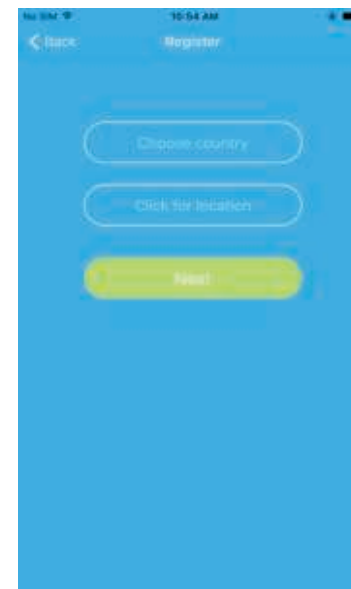 No SIM 10:54 AM
Back Register
Choose country
Click for location
Next